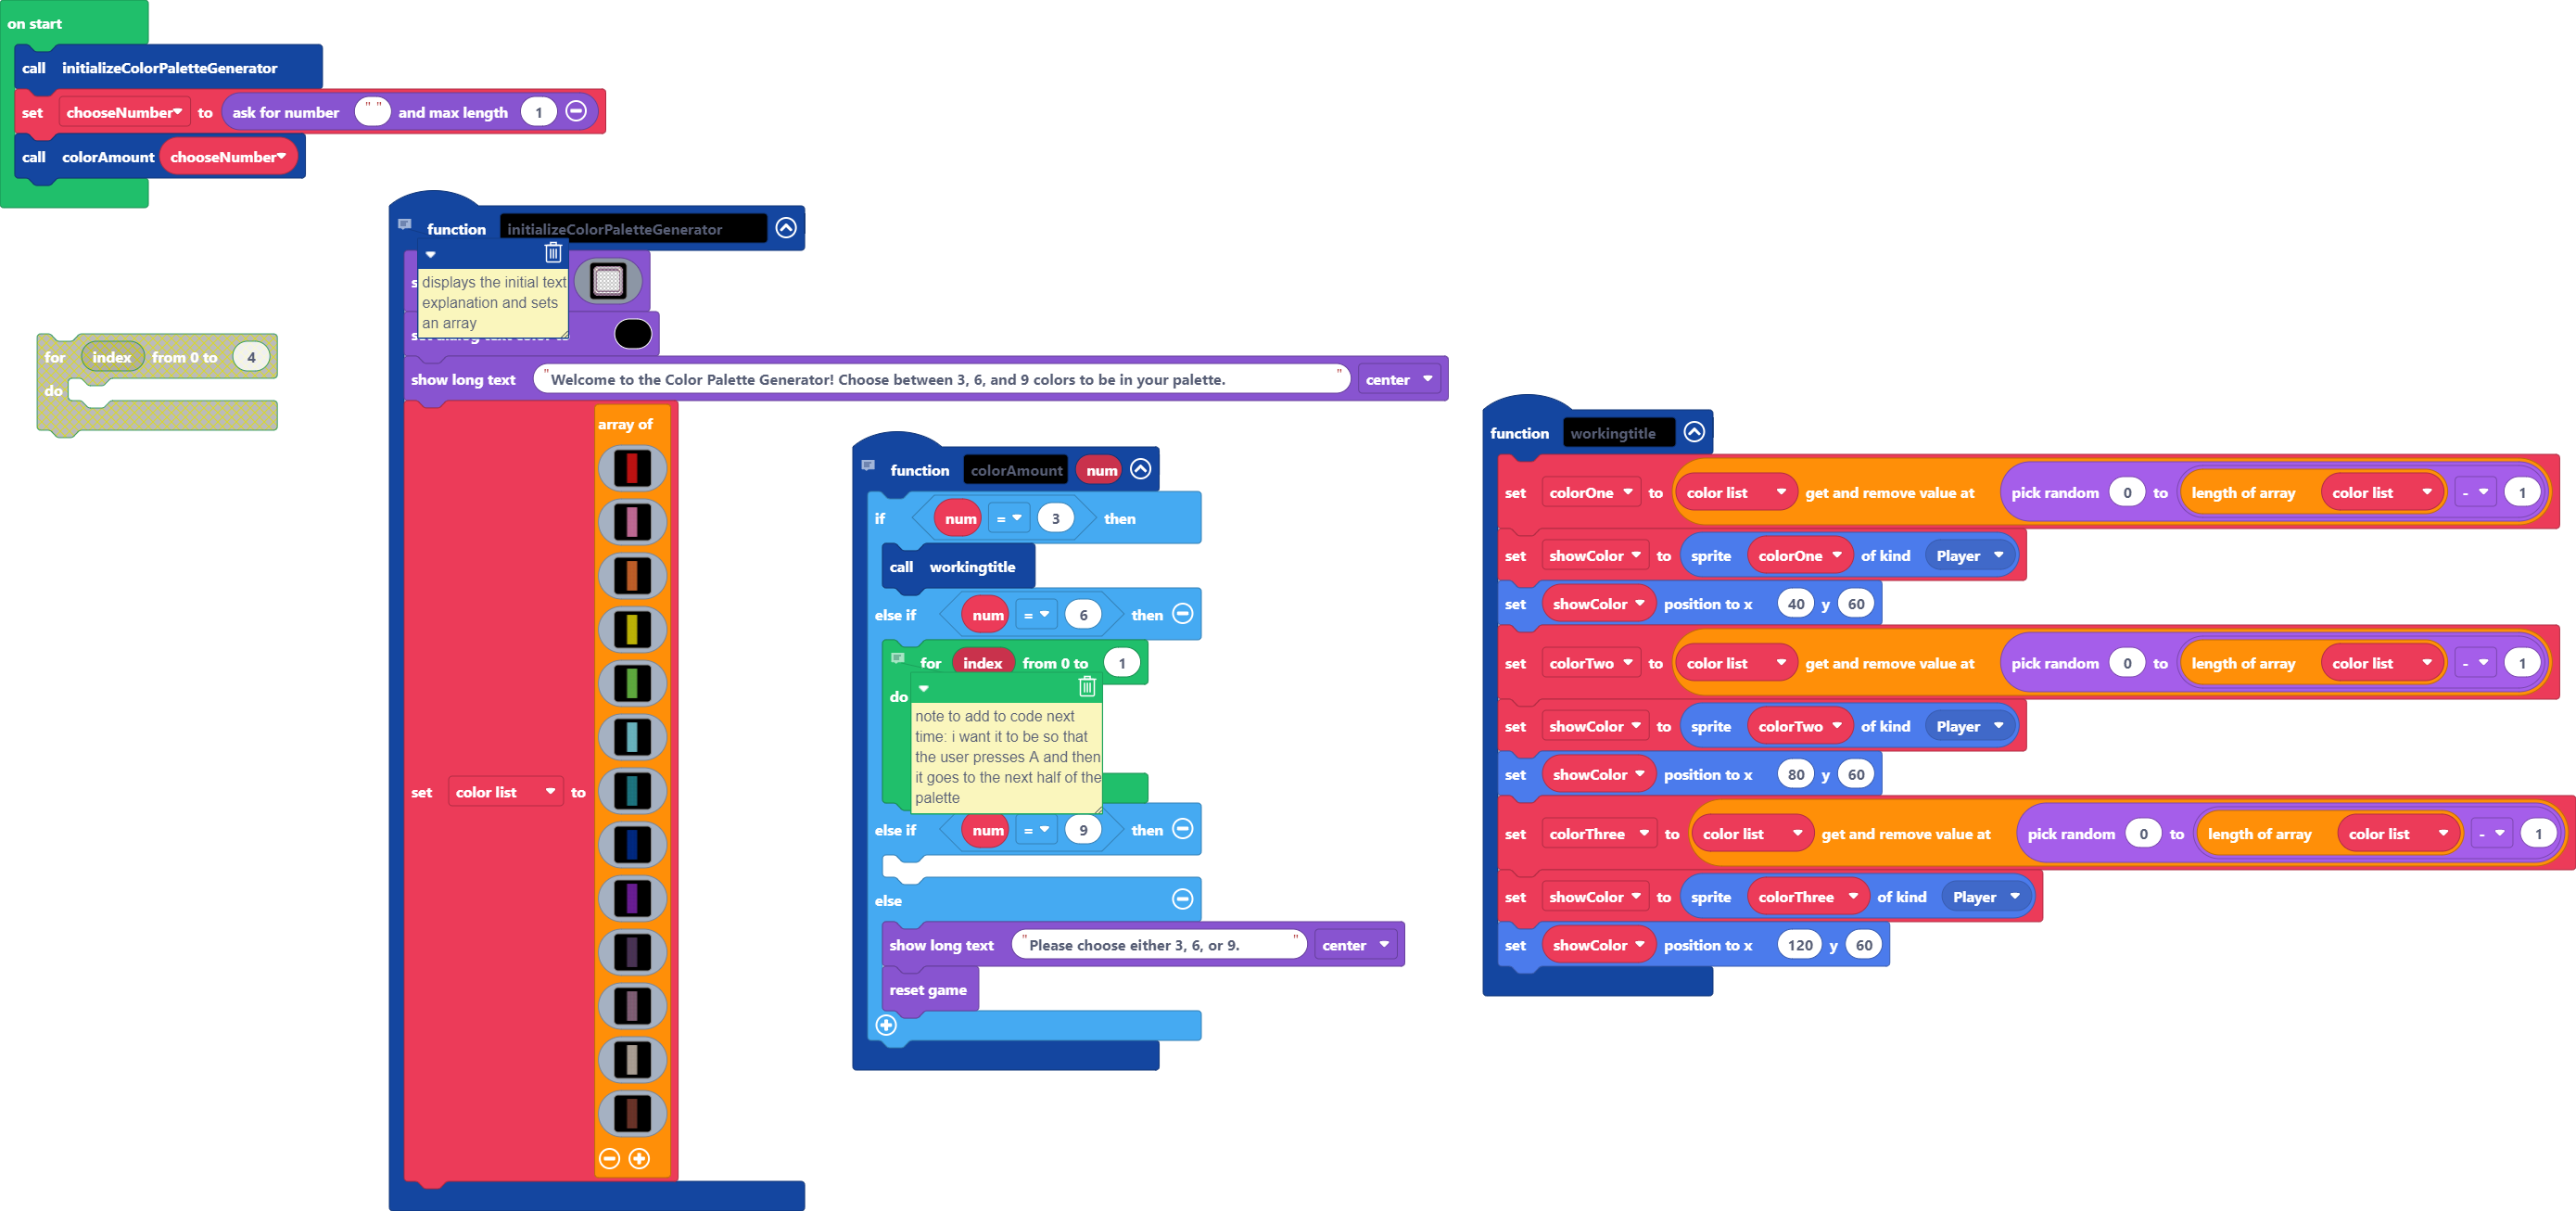 on start
call initializeColorPaletteGenerator
set chooseNumber to ask for number " " and max length 1
call colorAmount chooseNumber
for index from 0 to 4
do
function initializeColorPaletteGenerator
displays the initial text
explanation and sets
an array
show long text "Welcome to the Color Palette Generator! Choose between 3, 6, and 9 colors to be in your palette. " center
array of
set color list to
function colorAmount num
if num = 3 then
call workingtitle
else if num = 6 then
for index from 0 to 1
do
note to add to code next
time: i want it to be so that
the user presses A and then
it goes to the next half of the
palette
else if num = 9 then
else
show long text "Please choose either 3, 6, or 9. " center
reset game
function workingtitle
set colorOne to color list get and remove value at pick random 0 to length of array color list - 1
set showColor to sprite colorOne of kind Player
set showColor position to x 40 y 60
set colorTwo to color list get and remove value at pick random 0 to length of array color list - 1
set showColor to sprite colorTwo of kind Player
set showColor position to x 80 y 60
set colorThree to color list get and remove value at pick random 0 to length of array color list - 1
set showColor to sprite colorThree of kind Player
set showColor position to x 120 y 60